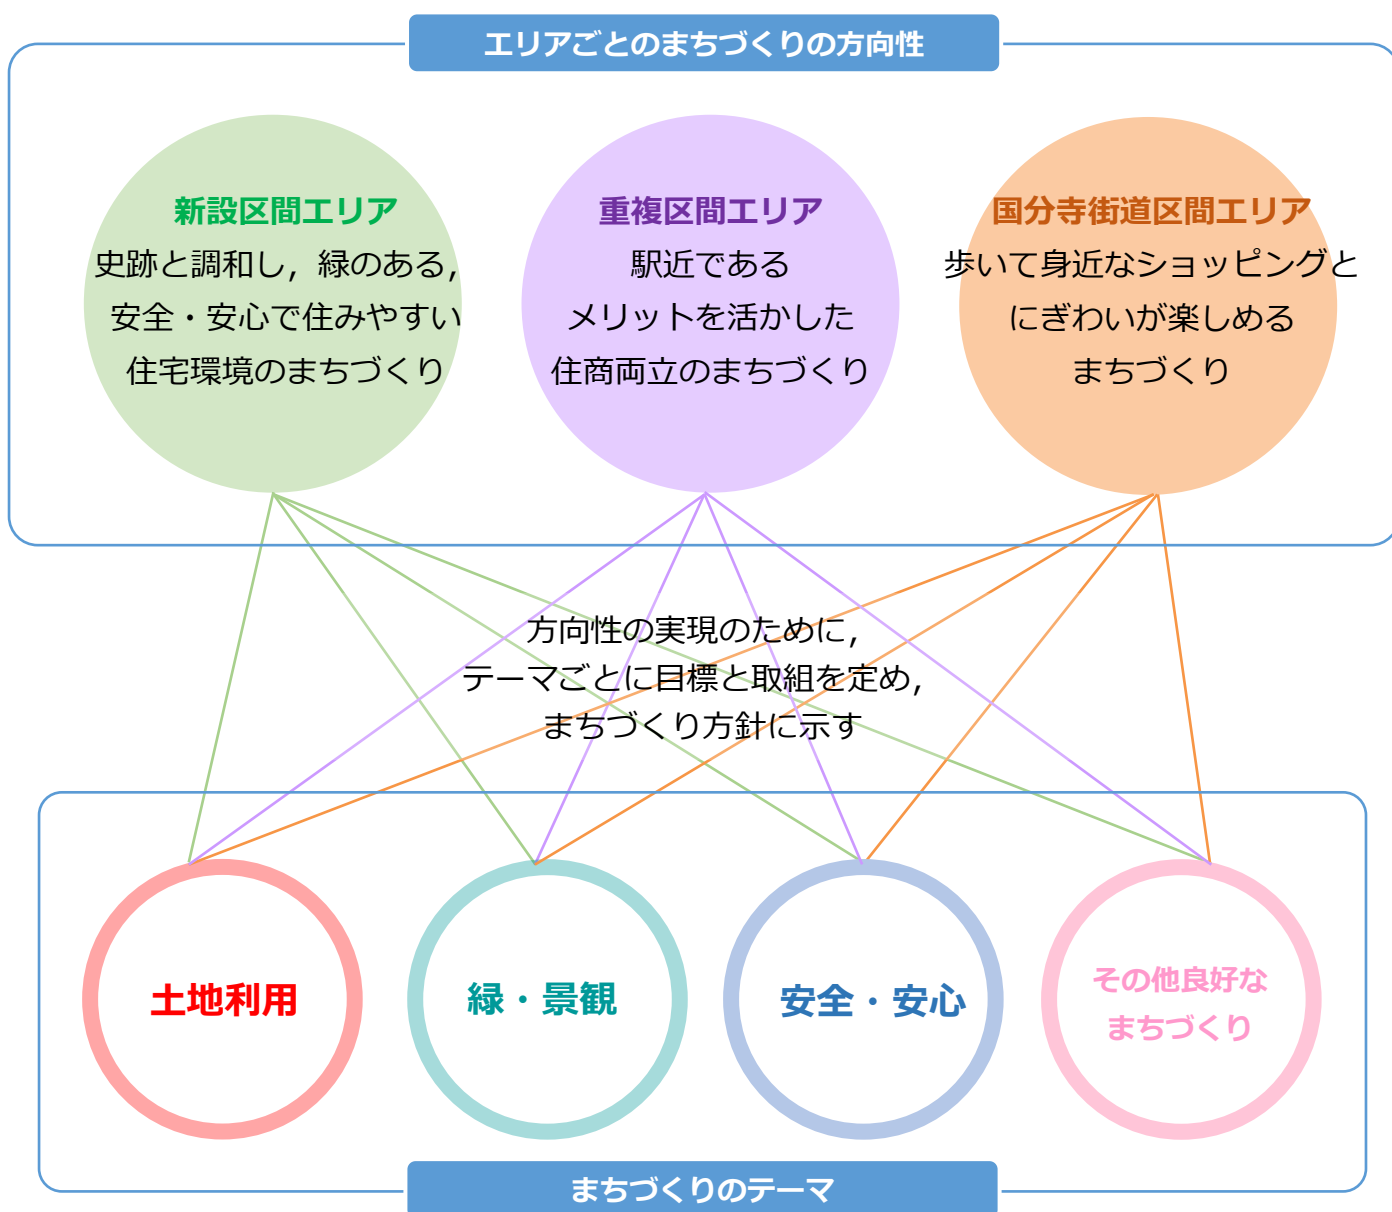 エリアごとのまちづくりの方向性
新設区間エリア
史跡と調和し，緑のある，
安全・安心で住みやすい
住宅環境のまちづくり
重複区間エリア
駅近である
メリットを活かした
住商両立のまちづくり
国分寺街道区間エリア
歩いて身近なショッピングと
にぎわいが楽しめる
まちづくり
方向性の実現のために，
テーマごとに目標と取組を定め，
まちづくり方針に示す
土地利用
緑・景観
安全・安心
その他良好な
まちづくり
まちづくりのテーマ